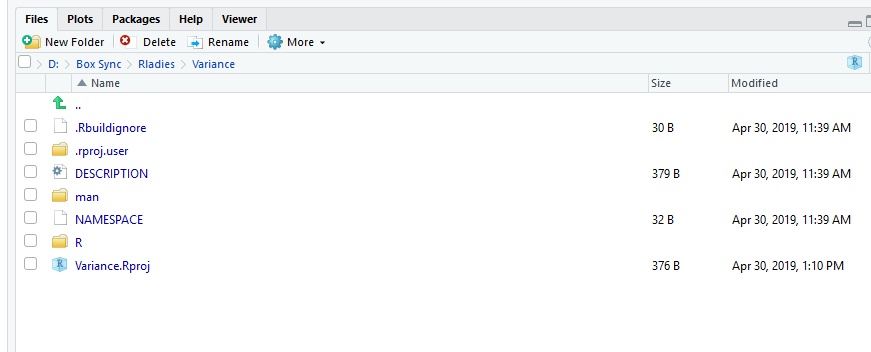 Files Plots Packages Help Viewer
New Folder Delete Rename More
D: Box Sync Rladies Variance
Name Size Modified
..
.Rbuildignore 30 B Apr 30, 2019, 11:39 AM
.rproj.user
DESCRIPTION 379 B Apr 30, 2019, 11:39 AM
man
NAMESPACE 32 B Apr 30, 2019, 11:39 AM
R
Variance.Rproj 376 B Apr 30, 2019, 1:10 PM